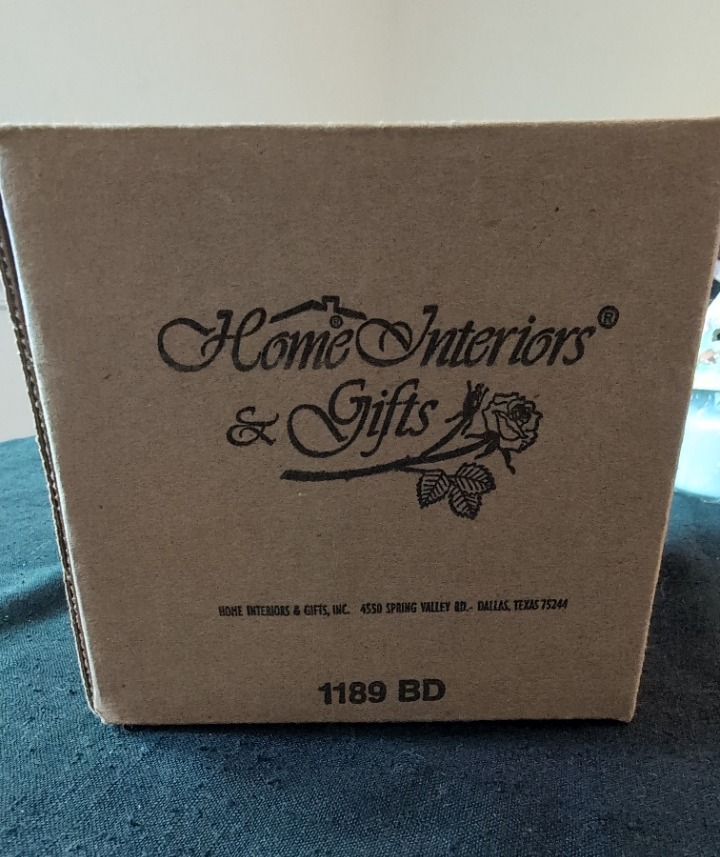 Home® Interiors®
& Gifts
HOME INTERIORS & GIFTS, INC. 4550 SPRING VALLEY RD.- DALLAS, TEXAS 75244
1189 BD